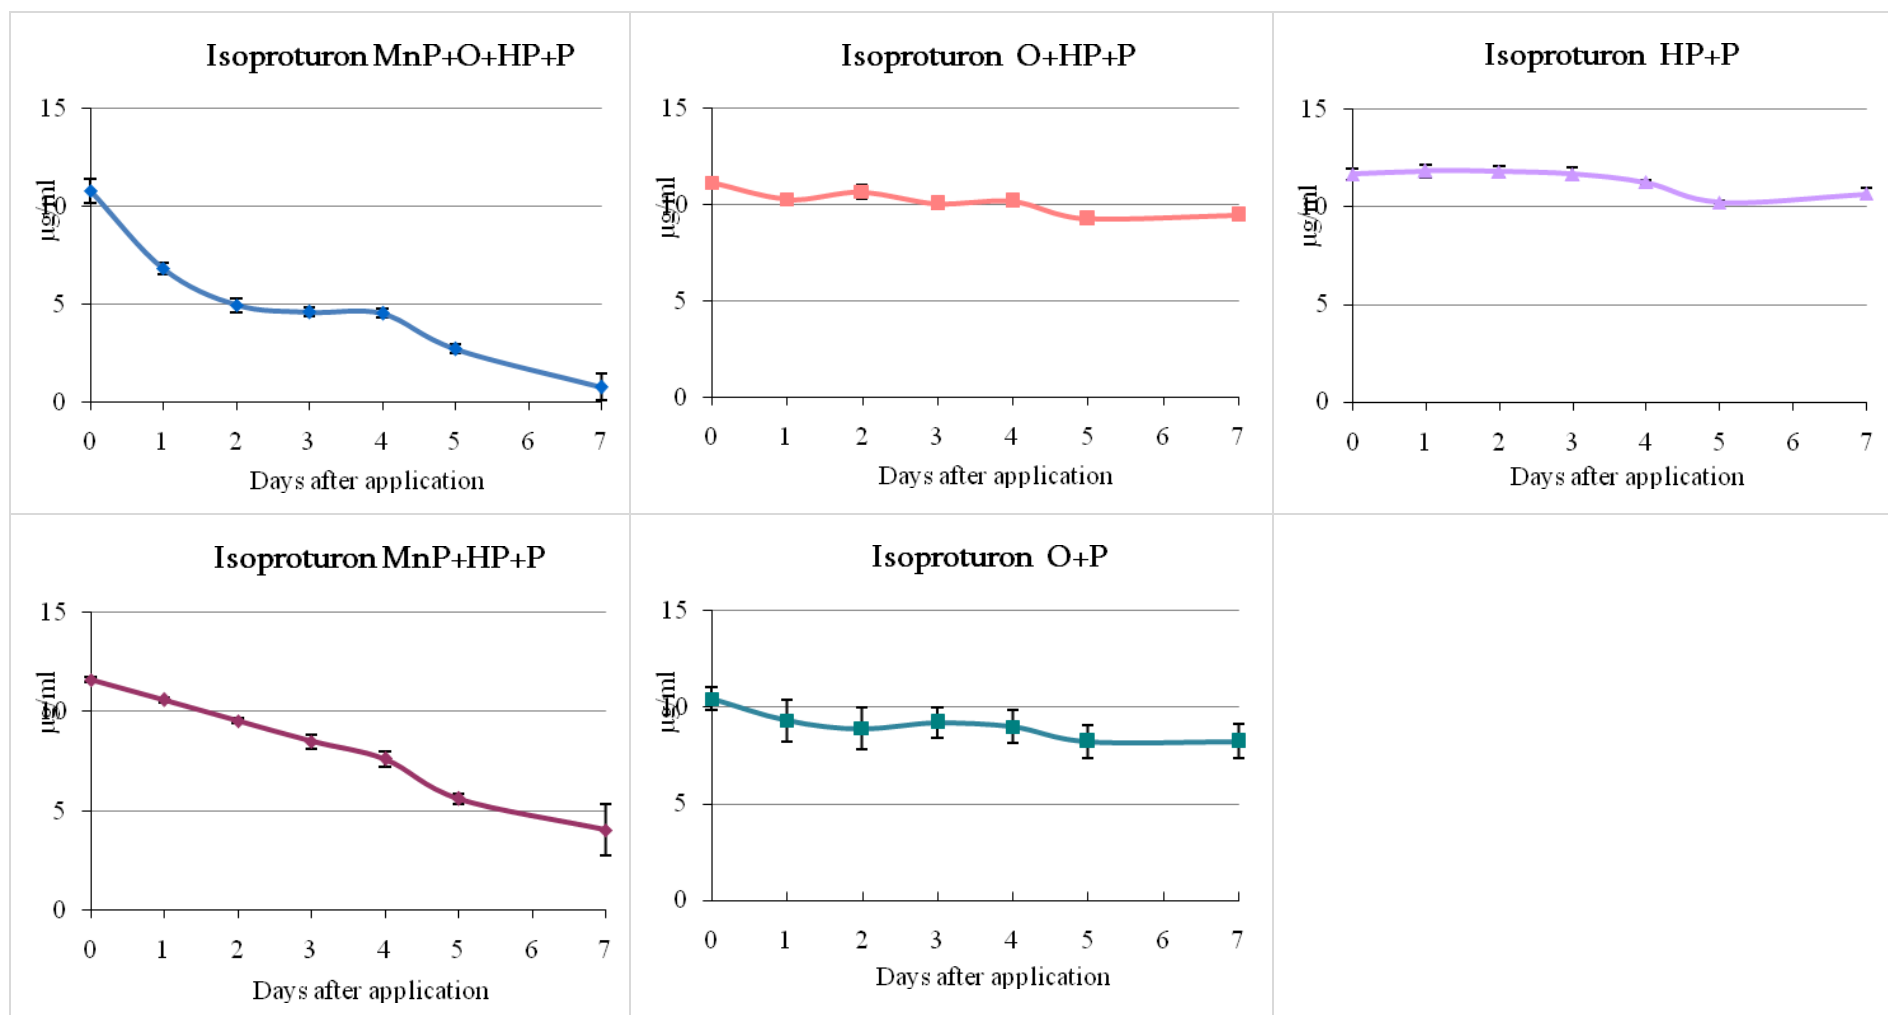 Isoproturon MnP+O+HP+P
15
10
5
0
µg/ml
0 1 2 3 4 5 6 7
Days after application
Isoproturon O+HP+P
15
10
5
0
µg/ml
0 1 2 3 4 5 6 7
Days after application
Isoproturon HP+P
15
10
5
0
µg/ml
0 1 2 3 4 5 6 7
Days after application
Isoproturon MnP+HP+P
15
10
5
0
µg/ml
0 1 2 3 4 5 6 7
Days after application
Isoproturon O+P
15
10
5
0
µg/ml
0 1 2 3 4 5 6 7
Days after application